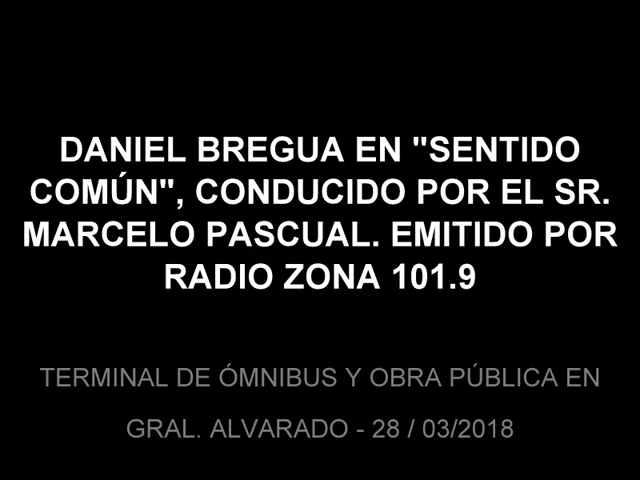 DANIEL BREGUA EN "SENTIDO
COMÚN", CONDUCIDO POR EL SR.
MARCELO PASCUAL. EMITIDO POR
RADIO ZONA 101.9
TERMINAL DE ÓMNIBUS Y OBRA PÚBLICA EN
GRAL. ALVARADO - 28 / 03/2018